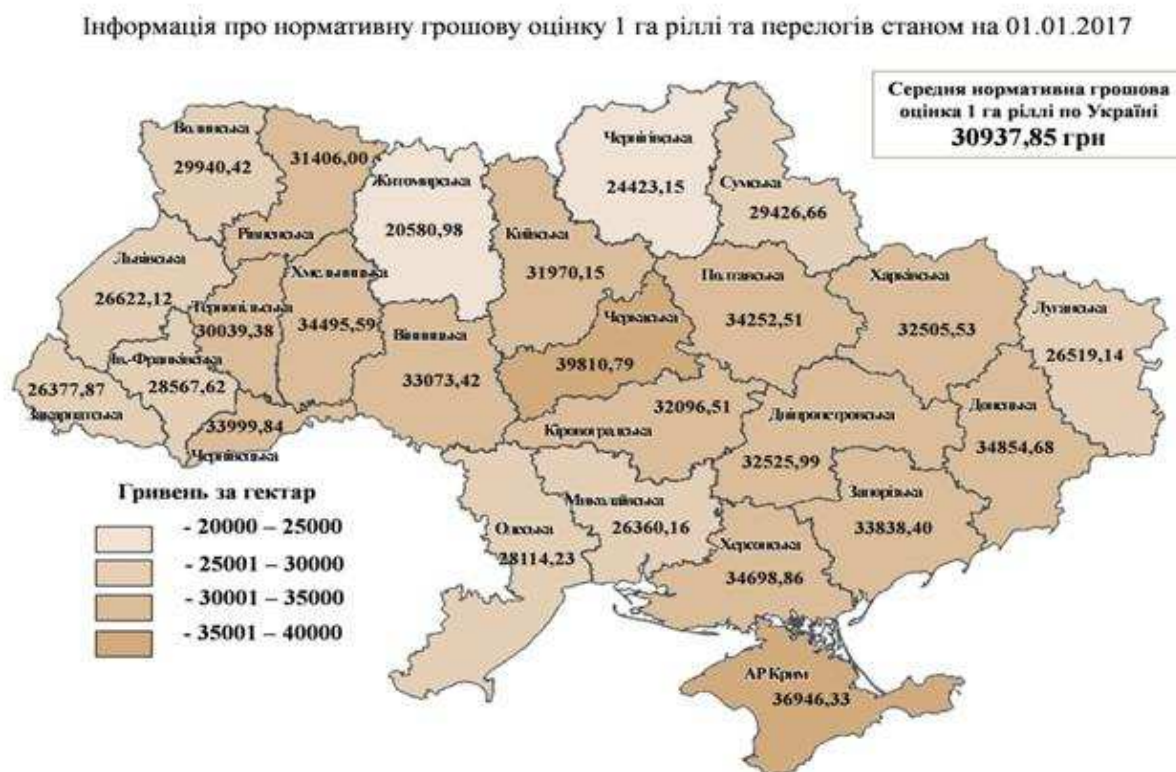 Інформація про нормативну грошову оцінку 1 га ріллі та перелогів станом на 01.01.2017
Середня нормативна грошова
оцінка 1 га ріллі по Україні
30937,85 грн
Волинська
29940,42
31406,00
Рівненська
Житомирська
20580,98
Чернігівська
24423,15
Сумська
29426,66
Київська
31970,15
Львівська
26622,12
Тернопільська
30039,38
Хмельницька
34495,59
Вінницька
33073,42
Черкаська
39810,79
Полтавська
34252,51
Харківська
32505,53
Луганська
26519,14
Ів.-Франківська
28567,62
26377,87
Закарпатська
33999,84
Чернівецька
32096,51
Кіровоградська
Дніпропетровська
32525,99
Донецька
34854,68
Запорізька
33838,40
Миколаївська
26360,16
Одеська
28114,23
Херсонська
34698,86
АР Крим
36946,33
Гривень за гектар
- 20000 – 25000
- 25001 – 30000
- 30001 – 35000
- 35001 – 40000